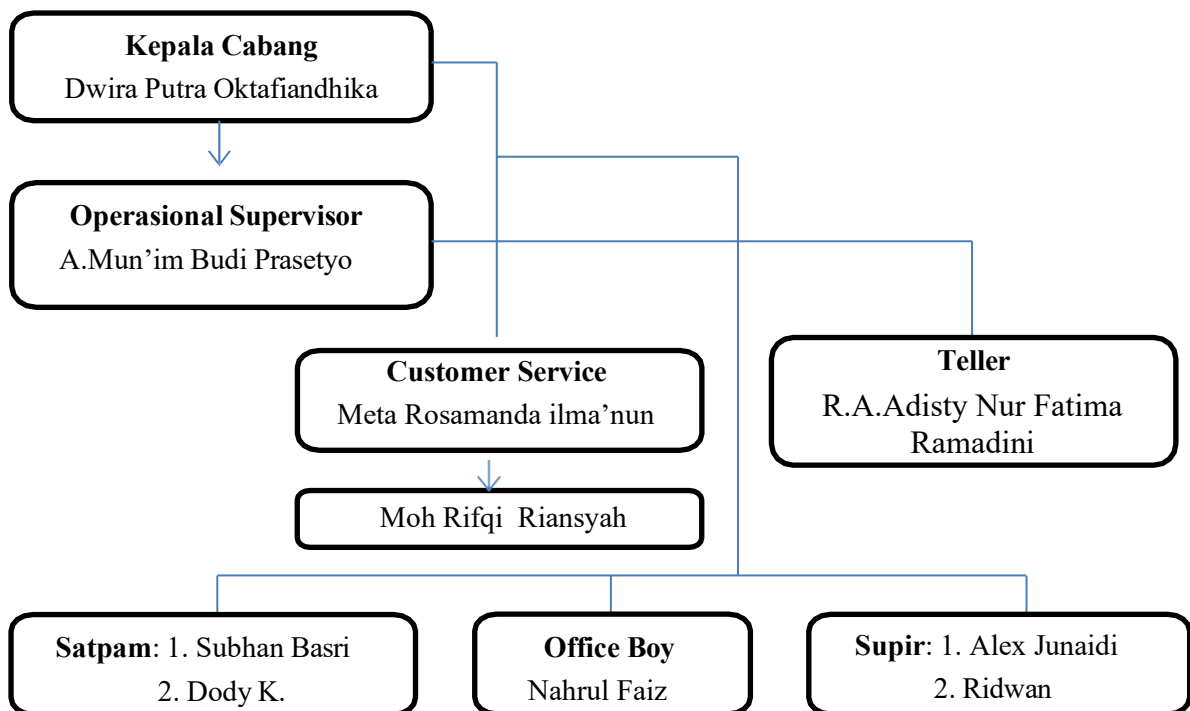 Kepala Cabang
Dwira Putra Oktafiandhika
Operasional Supervisor
A.Mun’im Budi Prasetyo
Customer Service
Meta Rosamanda ilma’nun
Teller
R.A.Adisty Nur Fatima
Ramadini
Moh Rifqi Riansyah
Satpam: 1. Subhan Basri
2. Dody K.
Office Boy
Nahrul Faiz
Supir: 1. Alex Junaidi
2. Ridwan